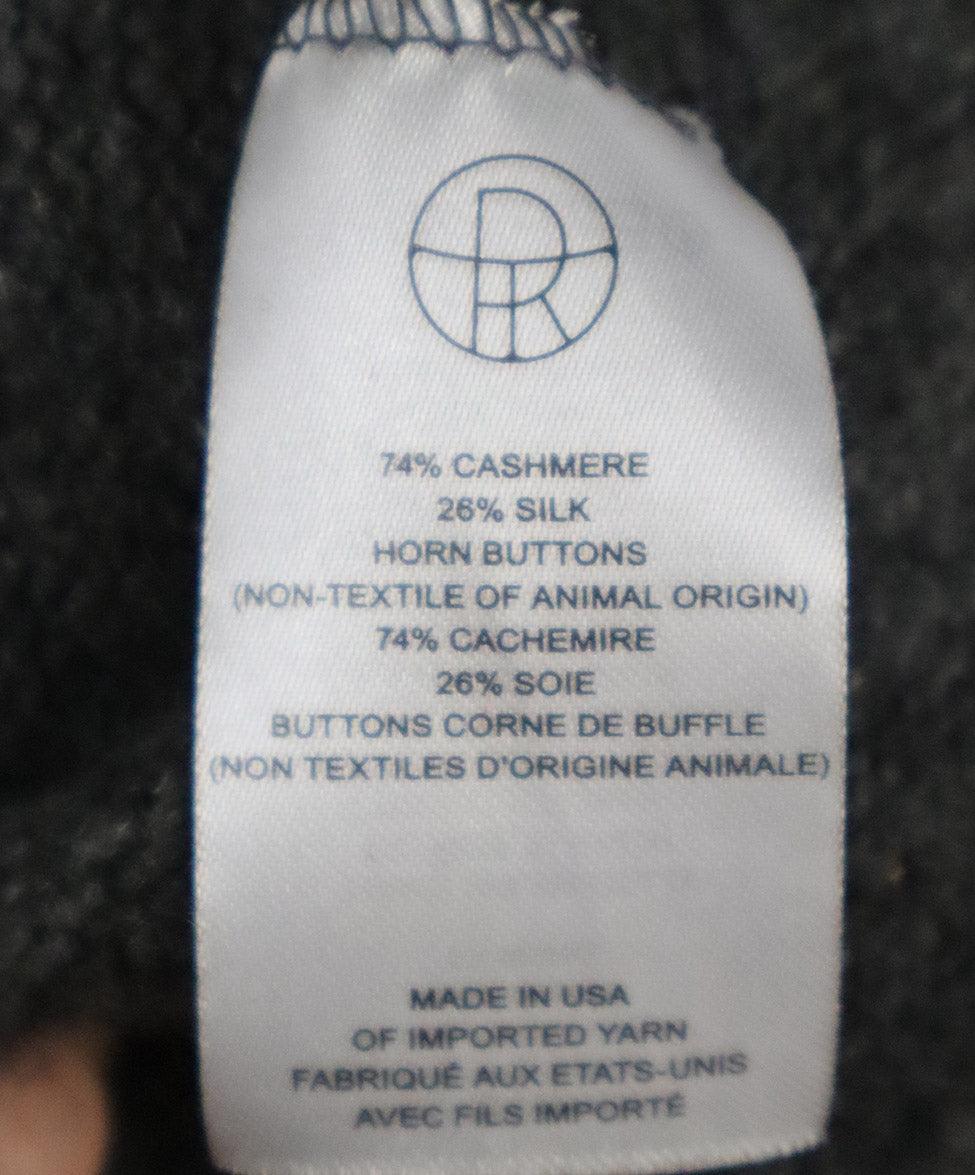 74% CASHMERE
26% SILK
HORN BUTTONS
(NON-TEXTILE OF ANIMAL ORIGIN)
74% CACHEMIRE
26% SOIE
BUTTONS CORNE DE BUFFLE
(NON TEXTILES D'ORIGINE ANIMALE)
MADE IN USA
OF IMPORTED YARN
FABRIQUÉ AUX ETATS-UNIS
AVEC FILS IMPORTÉ